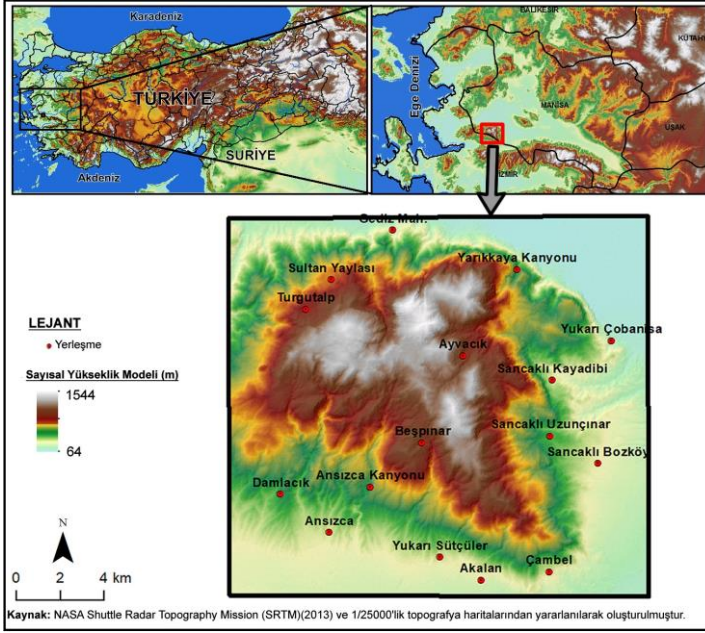 Karadeniz
TÜRKİYE
SURİYE
Akdeniz
BALIKESİR
KÜTAHYA
Ege Denizi
MANİSA
UŞAK
İZMİR
Gediz Mah.
Yarıkkaya Kanyonu
Sultan Yaylası
Turgutalp
Yukarı Çobanisa
Ayvacık
Sancaklı Kayadibi
Sancaklı Uzunçınar
Beşpınar
Sancaklı Bozköy
Ansızca Kanyonu
Damlacık
Ansızca
Yukarı Sütçüler
Çambel
Akalan
LEJANT
Yerleşme
Sayısal Yükseklik Modeli (m)
1544
64
N
0 2 4 km
Kaynak: NASA Shuttle Radar Topography Mission (SRTM)(2013) ve 1/25000'lik topografya haritalarından yararlanılarak oluşturulmuştur.